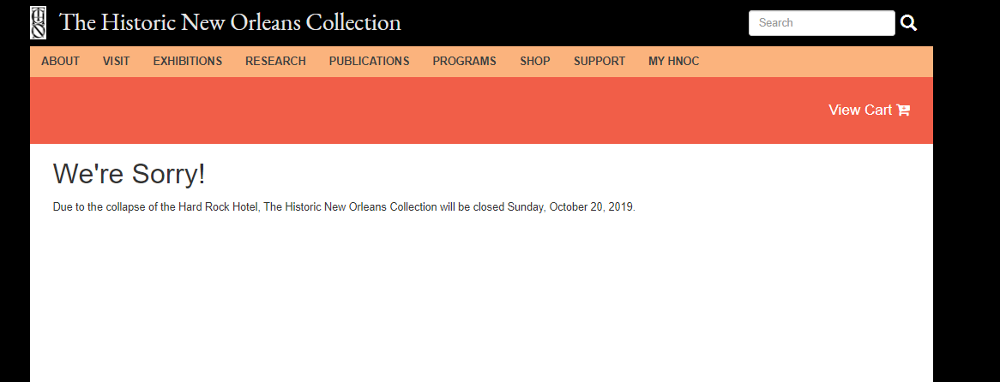 The Historic New Orleans Collection
Search
ABOUT VISIT EXHIBITIONS RESEARCH PUBLICATIONS PROGRAMS SHOP SUPPORT MY HNOC
View Cart
We're Sorry!
Due to the collapse of the Hard Rock Hotel, The Historic New Orleans Collection will be closed Sunday, October 20, 2019.